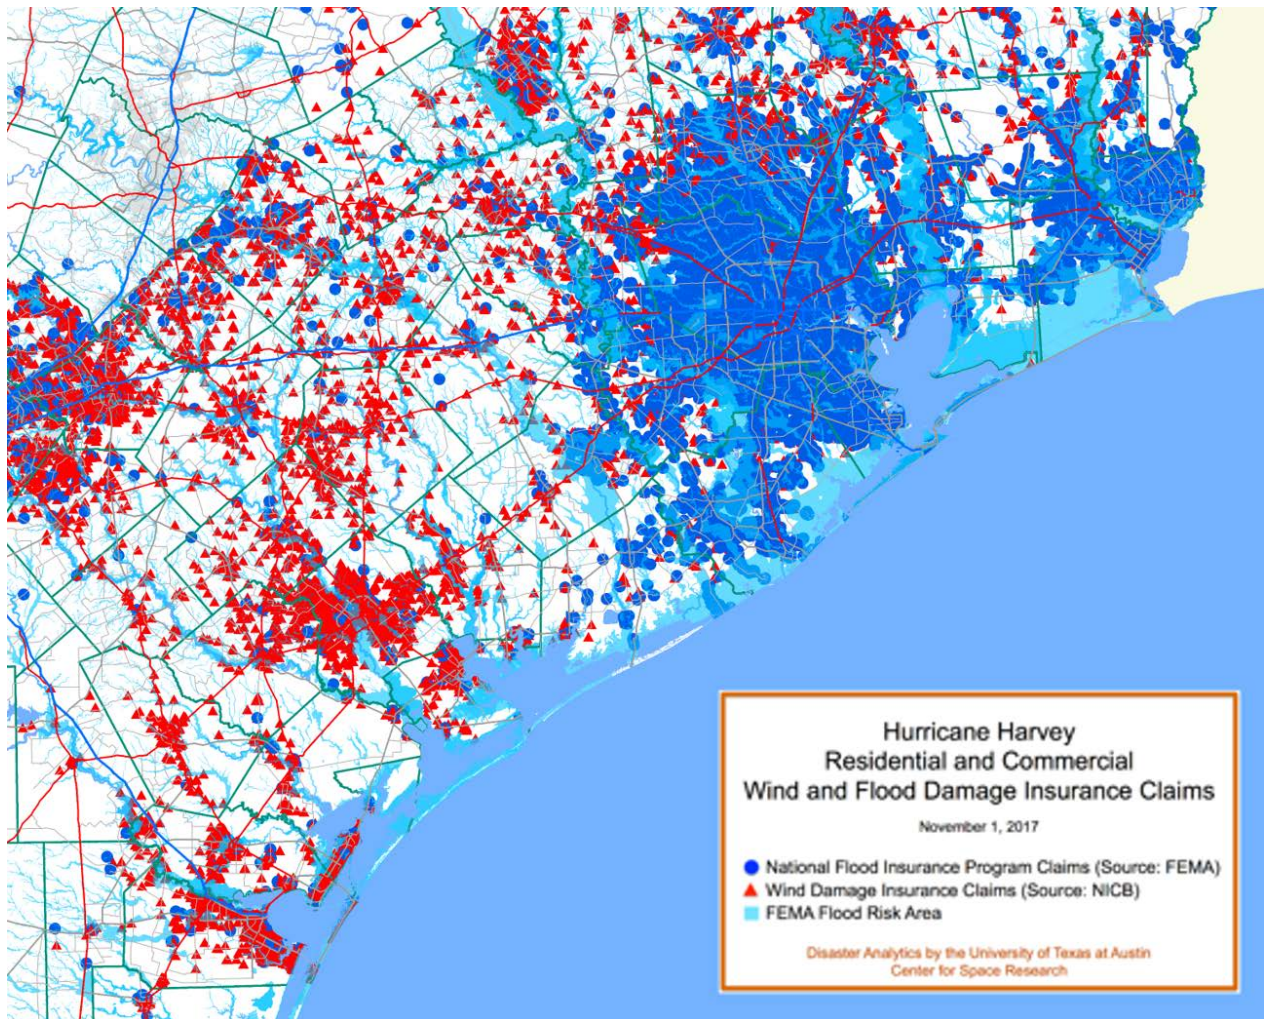 Hurricane Harvey
Residential and Commercial
Wind and Flood Damage Insurance Claims
November 1, 2017
National Flood Insurance Program Claims (Source: FEMA)
Wind Damage Insurance Claims (Source: NICB)
FEMA Flood Risk Area
Disaster Analytics by the University of Texas at Austin
Center for Space Research